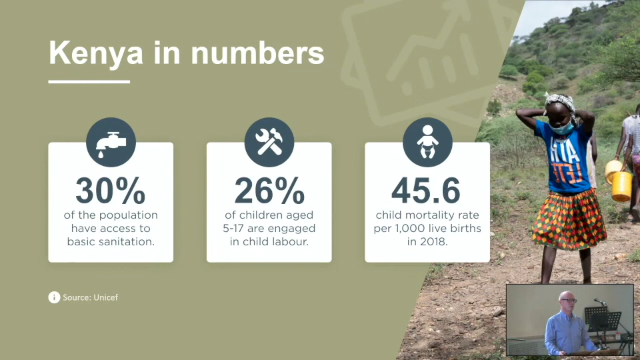 Kenya in numbers
30%
of the population
have access to
basic sanitation.
26%
of children aged
5-17 are engaged
in child labour.
45.6
child mortality rate
per 1,000 live births
in 2018.
i Source: Unicef